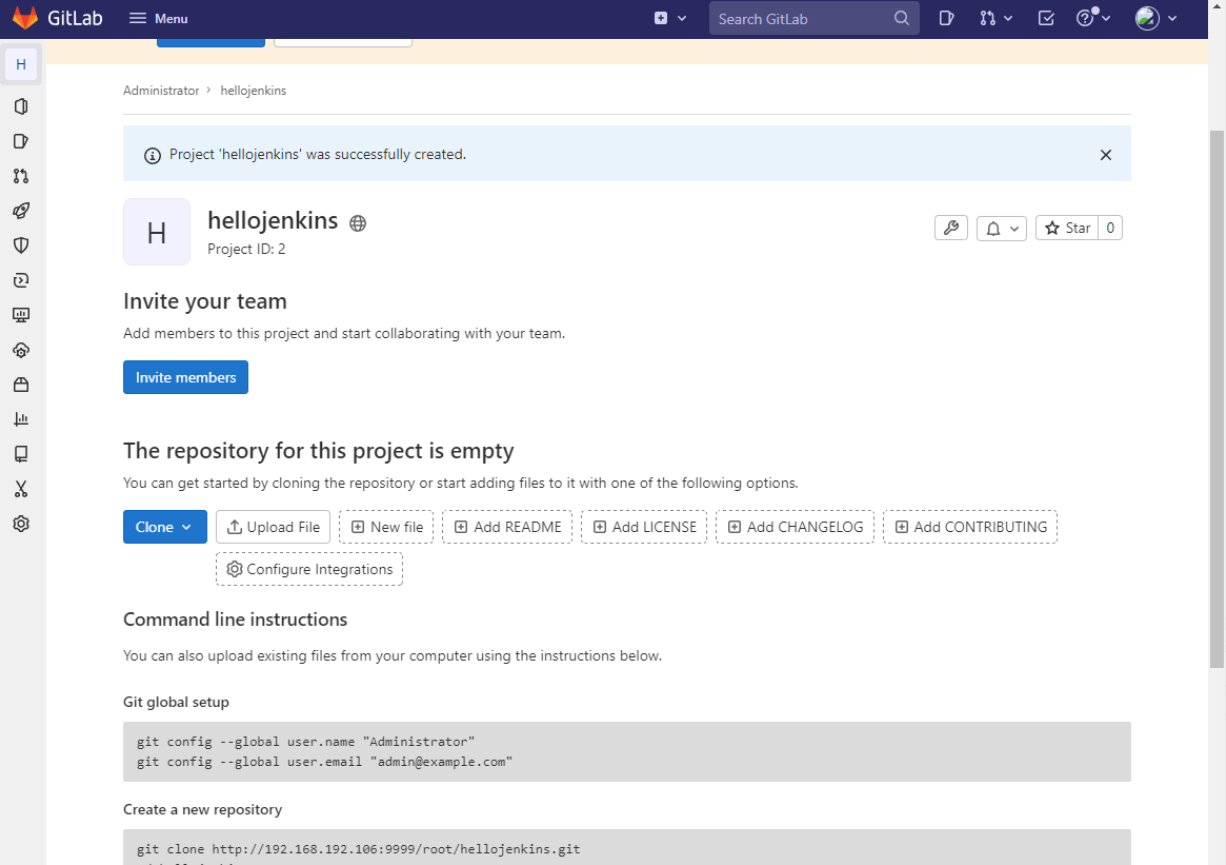 GitLab Menu Search GitLab
H
Administrator > hellojenkins
Project 'hellojenkins' was successfully created.
H
hellojenkins
Project ID: 2
Star 0
Invite your team
Add members to this project and start collaborating with your team.
Invite members
The repository for this project is empty
You can get started by cloning the repository or start adding files to it with one of the following options.
Clone Upload File New file Add README Add LICENSE Add CHANGELOG Add CONTRIBUTING
Configure Integrations
Command line instructions
You can also upload existing files from your computer using the instructions below.
Git global setup
git config --global user.name "Administrator"
git config --global user.email "admin@example.com"
Create a new repository
git clone http://192.168.192.106:9999/root/hellojenkins.git